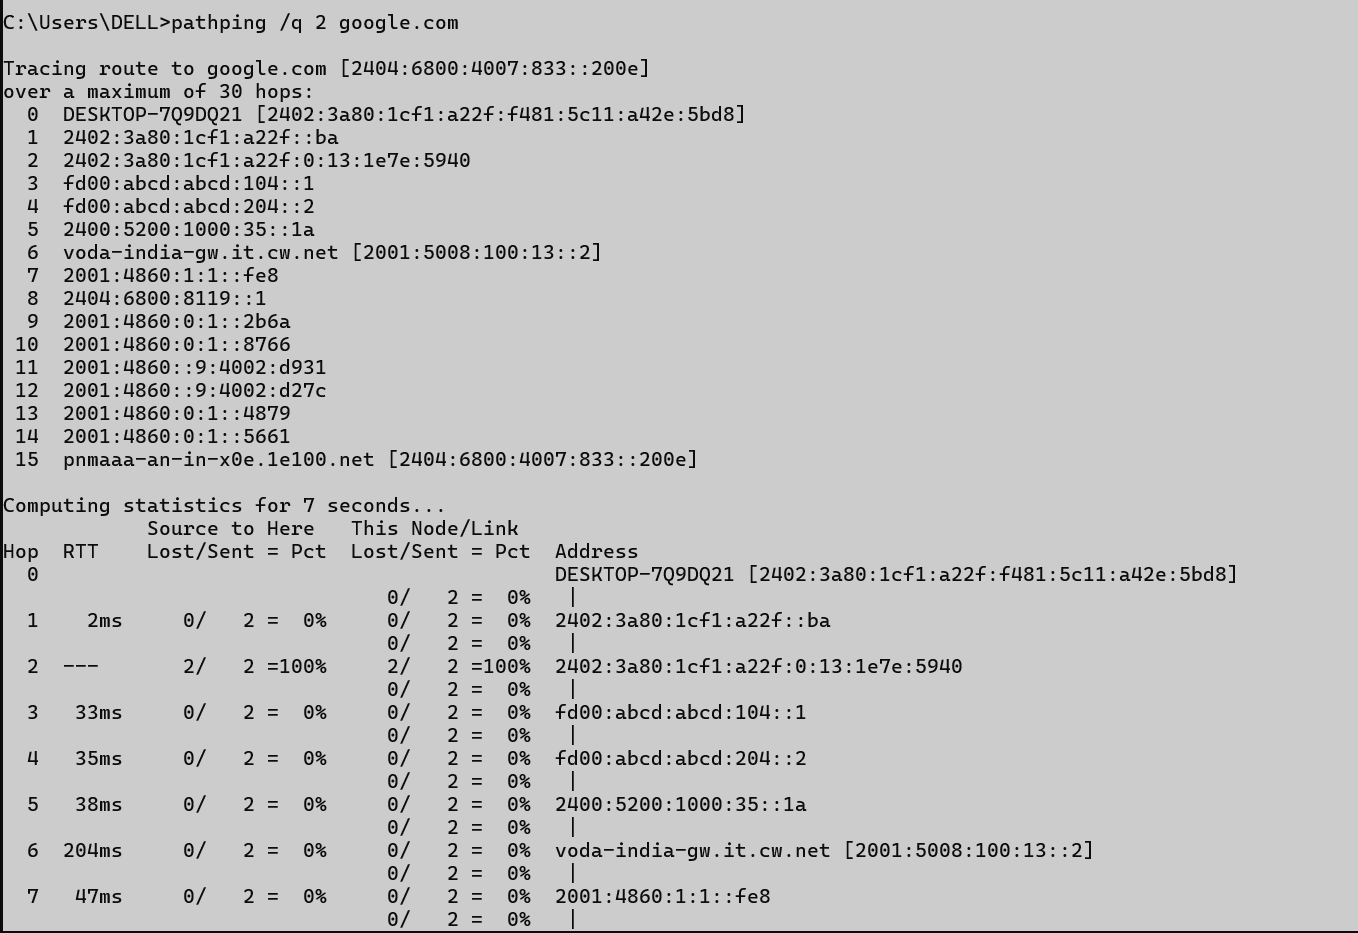 C:\Users\DELL>pathping /q 2 google.com
Tracing route to google.com [2404:6800:4007:833::200e]
over a maximum of 30 hops:
  0  DESKTOP-7Q9DQ21 [2402:3a80:1cf1:a22f:f481:5c11:a42e:5bd8]
  1  2402:3a80:1cf1:a22f::ba
  2  2402:3a80:1cf1:a22f:0:13:1e7e:5940
  3  fd00:abcd:abcd:104::1
  4  fd00:abcd:abcd:204::2
  5  2400:5200:1000:35::1a
  6  voda-india-gw.it.cw.net [2001:5008:100:13::2]
  7  2001:4860:1:1::fe8
  8  2404:6800:8119::1
  9  2001:4860:0:1::2b6a
 10  2001:4860:0:1::8766
 11  2001:4860::9:4002:d931
 12  2001:4860::9:4002:d27c
 13  2001:4860:0:1::4879
 14  2001:4860:0:1::5661
 15  pnmaaa-an-in-x0e.1e100.net [2404:6800:4007:833::200e]
Computing statistics for 7 seconds...
            Source to Here   This Node/Link
Hop  RTT    Lost/Sent = Pct  Lost/Sent = Pct  Address
  0                                           DESKTOP-7Q9DQ21 [2402:3a80:1cf1:a22f:f481:5c11:a42e:5bd8]
                                0/   2 =  0%   |
  1    2ms     0/   2 =  0%     0/   2 =  0%  2402:3a80:1cf1:a22f::ba
                                0/   2 =  0%   |
  2  ---       2/   2 =100%     2/   2 =100%  2402:3a80:1cf1:a22f:0:13:1e7e:5940
                                0/   2 =  0%   |
  3   33ms     0/   2 =  0%     0/   2 =  0%  fd00:abcd:abcd:104::1
                                0/   2 =  0%   |
  4   35ms     0/   2 =  0%     0/   2 =  0%  fd00:abcd:abcd:204::2
                                0/   2 =  0%   |
  5   38ms     0/   2 =  0%     0/   2 =  0%  2400:5200:1000:35::1a
                                0/   2 =  0%   |
  6  204ms     0/   2 =  0%     0/   2 =  0%  voda-india-gw.it.cw.net [2001:5008:100:13::2]
                                0/   2 =  0%   |
  7   47ms     0/   2 =  0%     0/   2 =  0%  2001:4860:1:1::fe8
                                0/   2 =  0%   |